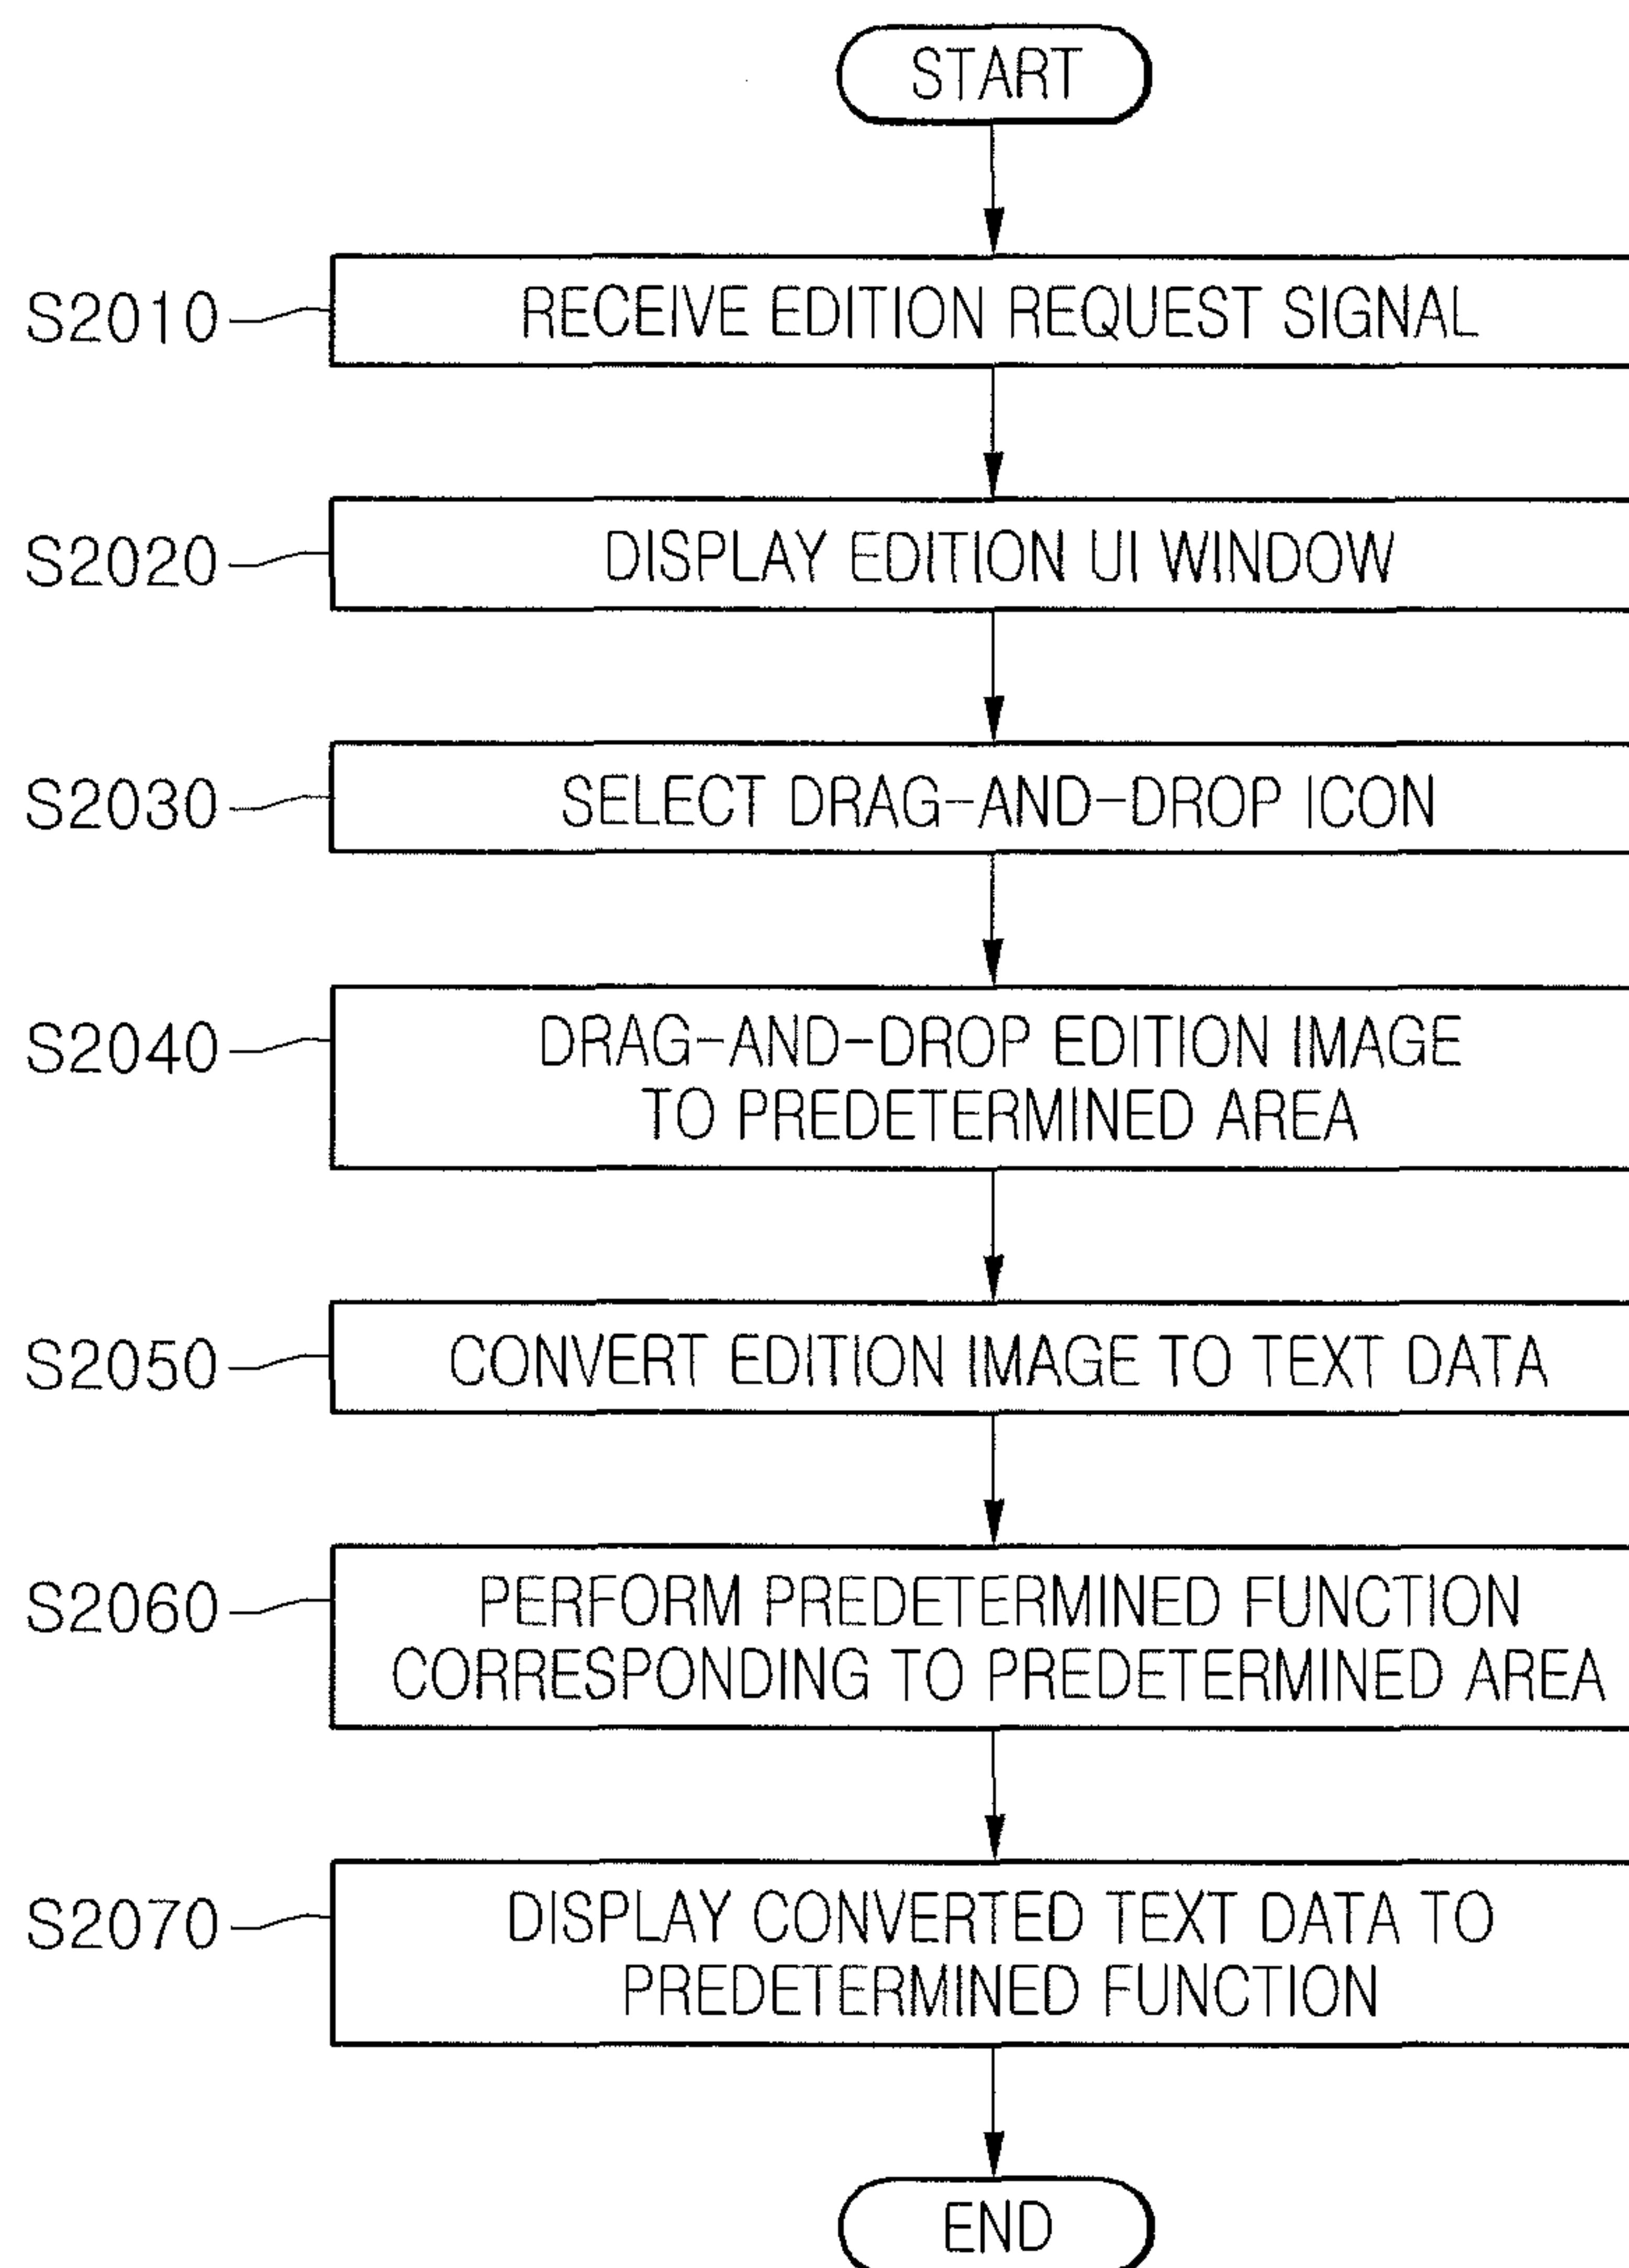 START
S2010
RECEIVE EDITION REQUEST SIGNAL
S2020
DISPLAY EDITION UI WINDOW
S2030
SELECT DRAG-AND-DROP ICON
S2040
DRAG-AND-DROP EDITION IMAGE
TO PREDETERMINED AREA
S2050
CONVERT EDITION IMAGE TO TEXT DATA
S2060
PERFORM PREDETERMINED FUNCTION
CORRESPONDING TO PREDETERMINED AREA
S2070
DISPLAY CONVERTED TEXT DATA TO
PREDETERMINED FUNCTION
END